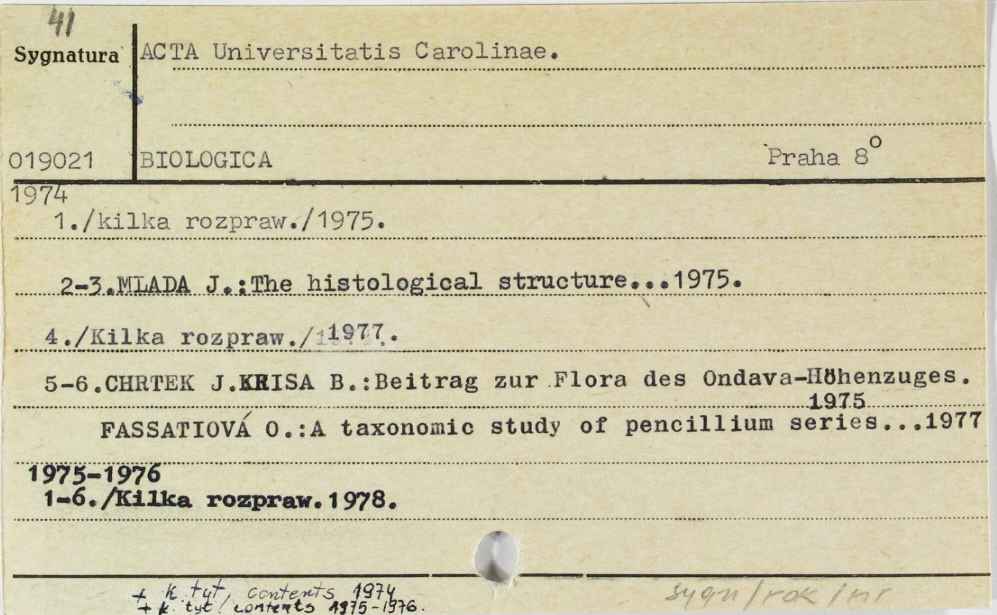 41
Sygnatura ACTA Universitatis Carolinae.
019021 BIOLOGICA Praha 8°
1974
1./kilka rozpraw./1975.
2-3.MLADA J.:The histological structure...1975.
4./Kilka rozpraw./1977.
5-6.CHRTEK J.KRISA B.:Beitrag zur Flora des Ondava-Höhenzuges.
1975
FASSATIOVÁ O.:A taxonomic study of pencillium series...1977
1975-1976
1-6./Kilka rozpraw.1978.
+ k. tyt, contents 1974
+ k. tyt, contents 1975-1976.
sygn/rok/nr